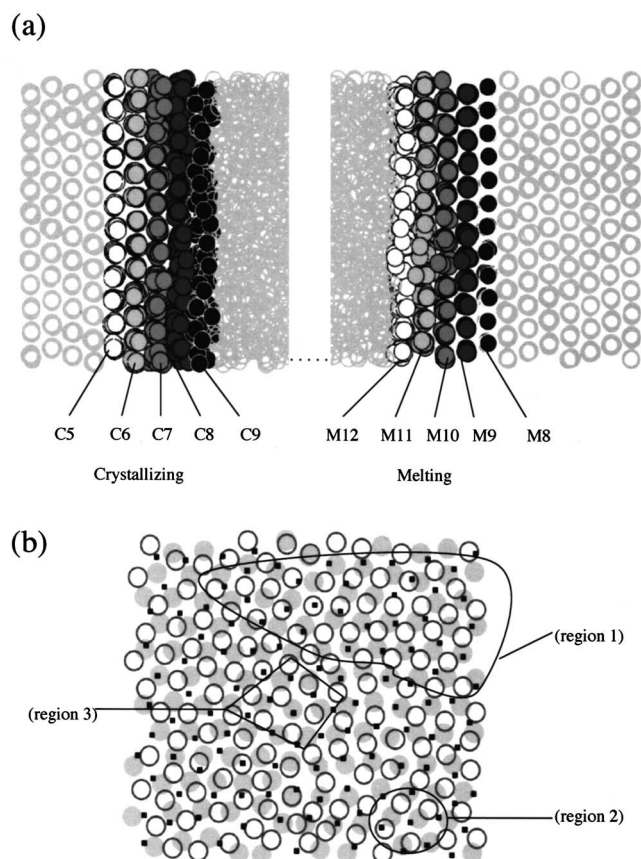 (a)
C5 C6 C7 C8 C9 M12 M11 M10 M9 M8
Crystallizing Melting
(b)
(region 1)
(region 3)
(region 2)